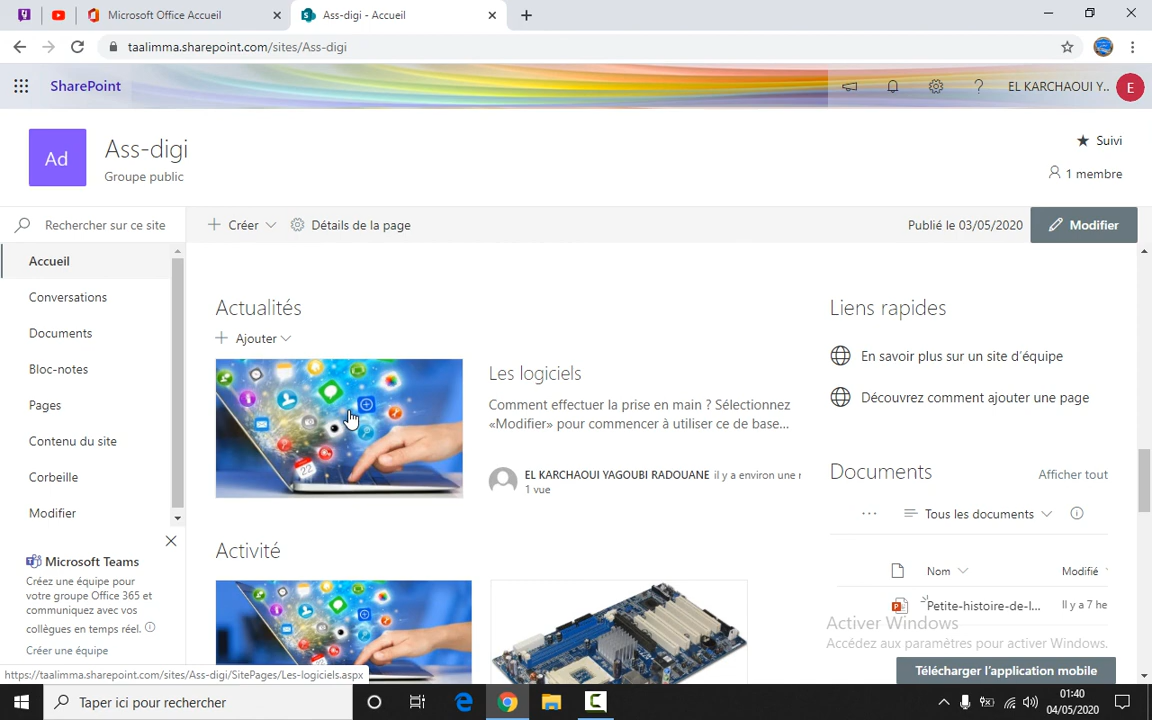 Microsoft Office Accueil
Ass-digi - Accueil
taalimma.sharepoint.com/sites/Ass-digi
SharePoint
EL KARCHAOUI Y..
E
Ad
Ass-digi
Groupe public
Suivi
1 membre
Rechercher sur ce site
Créer
Détails de la page
Publié le 03/05/2020
Modifier
Accueil
Conversations
Documents
Bloc-notes
Pages
Contenu du site
Corbeille
Modifier
Microsoft Teams
Créez une équipe pour
votre groupe Office 365 et
communiquez avec vos
collègues en temps réel.
Créer une équipe
Actualités
Ajouter
Les logiciels
Comment effectuer la prise en main ? Sélectionnez
«Modifier» pour commencer à utiliser ce de base...
EL KARCHAOUI YAGOUBI RADOUANE il y a environ une
1 vue
Activité
Liens rapides
En savoir plus sur un site d'équipe
Découvrez comment ajouter une page
Documents
Afficher tout
Tous les documents
Nom
Modifié
Petite-histoire-de-l...
Il y a 7 he
Activer Windows
Accédez aux paramètres pour activer Windows.
Télécharger l'application mobile
https://taalimma.sharepoint.com/sites/Ass-digi/SitePages/Les-logiciels.aspx
Taper ici pour rechercher
01:40
04/05/2020